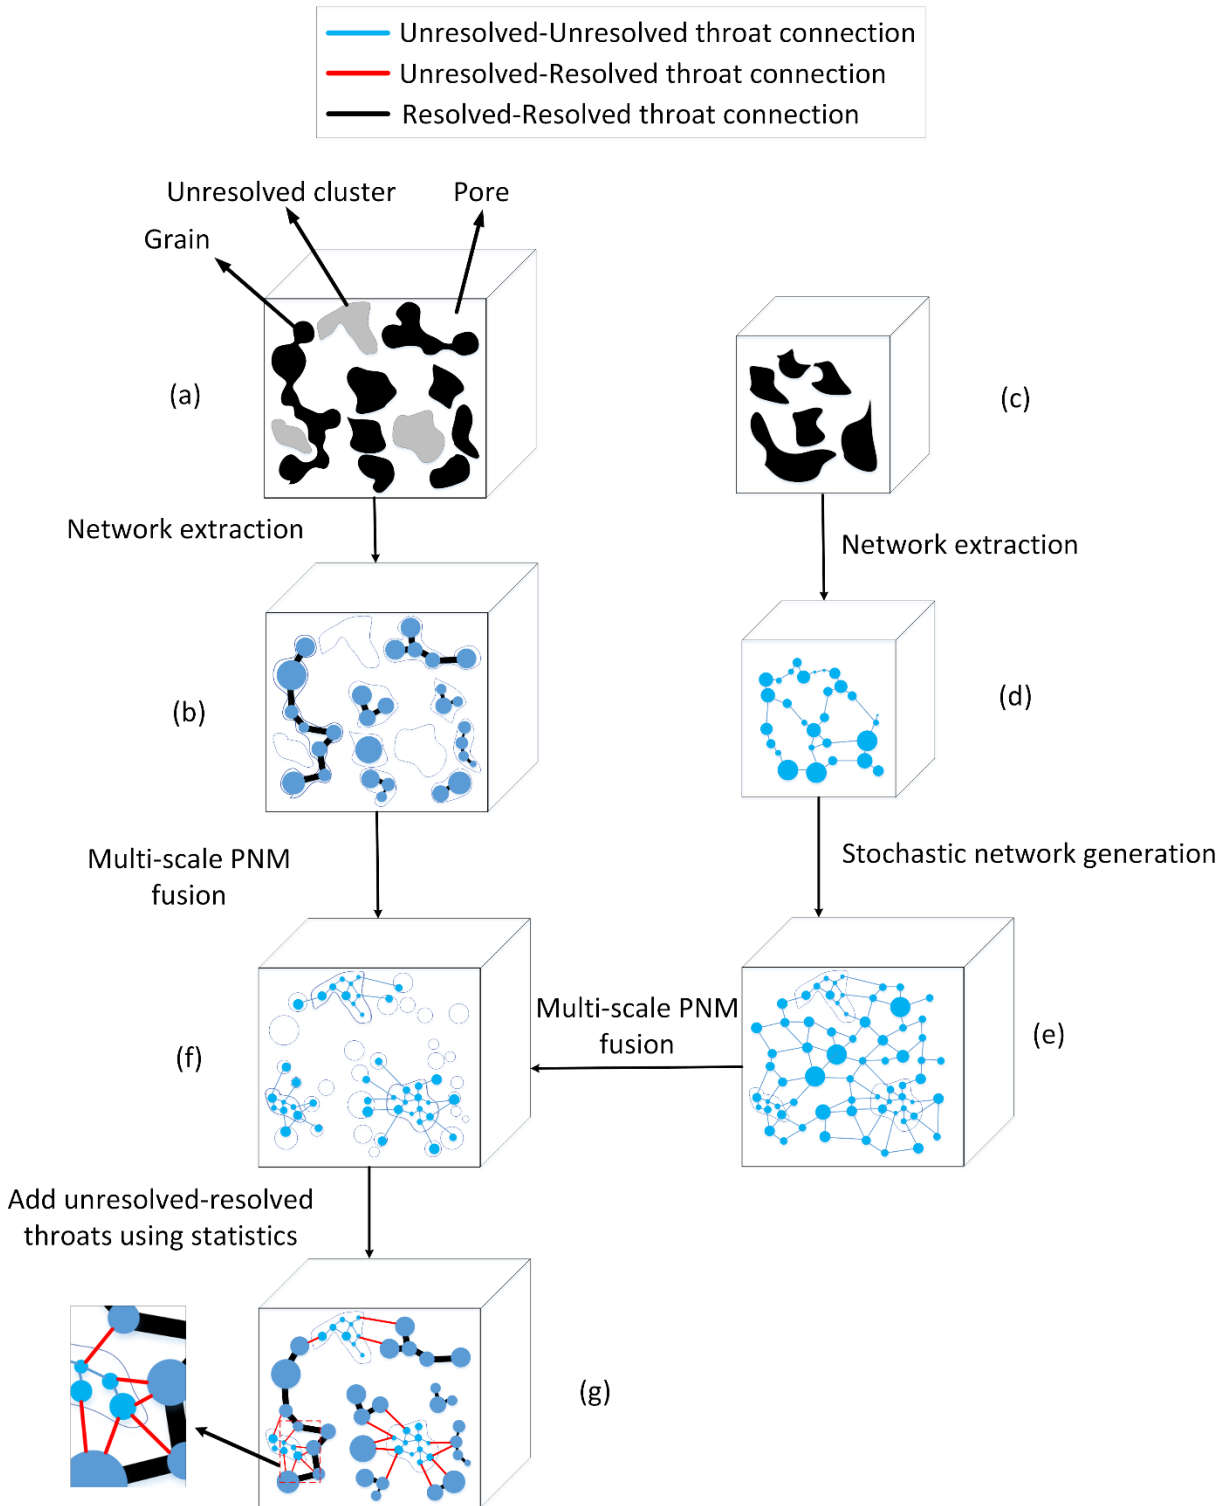 Unresolved-Unresolved throat connection
Unresolved-Resolved throat connection
Resolved-Resolved throat connection
Unresolved cluster
Pore
Grain
(a)
(c)
Network extraction
Network extraction
(b)
(d)
Multi-scale PNM
fusion
Stochastic network generation
Multi-scale PNM
fusion
(f)
(e)
Add unresolved-resolved
throats using statistics
(g)